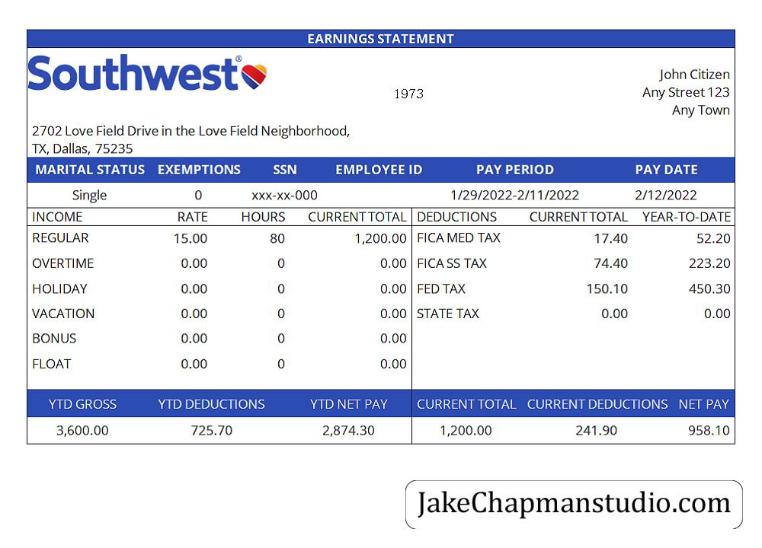 EARNINGS STATEMENT
Southwest®
1973
John Citizen
Any Street 123
Any Town
2702 Love Field Drive in the Love Field Neighborhood,
TX, Dallas, 75235
MARITAL STATUS EXEMPTIONS SSN EMPLOYEE ID PAY PERIOD PAY DATE
Single 0 xxx-xx-000 1/29/2022-2/11/2022 2/12/2022
INCOME RATE HOURS CURRENT TOTAL DEDUCTIONS CURRENT TOTAL YEAR-TO-DATE
REGULAR 15.00 80 1,200.00 FICA MED TAX 17.40 52.20
OVERTIME 0.00 0 0.00 FICA SS TAX 74.40 223.20
HOLIDAY 0.00 0 0.00 FED TAX 150.10 450.30
VACATION 0.00 0 0.00 STATE TAX 0.00 0.00
BONUS 0.00 0 0.00
FLOAT 0.00 0 0.00
YTD GROSS YTD DEDUCTIONS YTD NET PAY CURRENT TOTAL CURRENT DEDUCTIONS NET PAY
3,600.00 725.70 2,874.30 1,200.00 241.90 958.10
JakeChapmanstudio.com